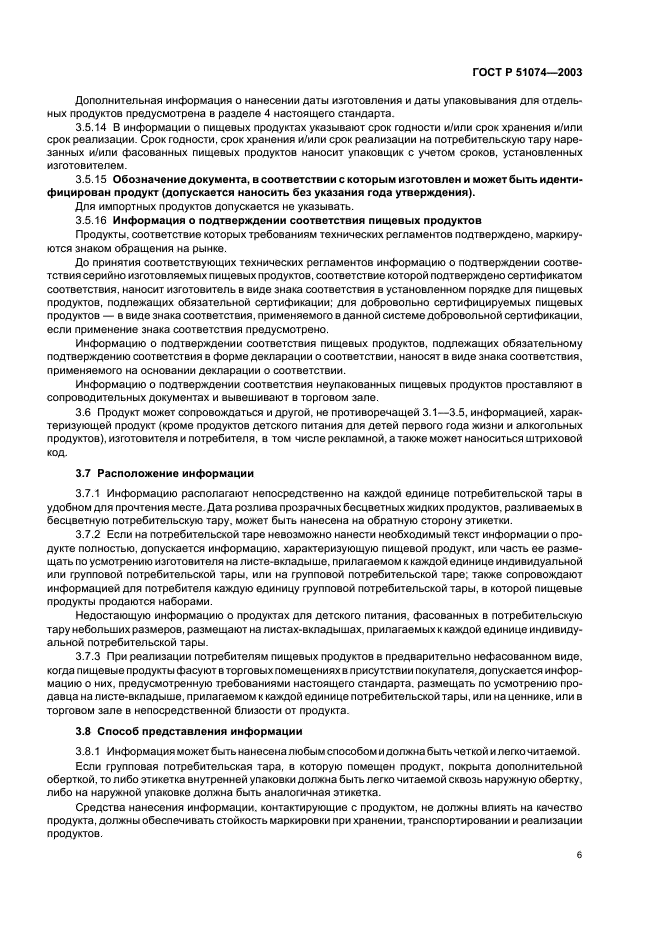 ГОСТ Р 51074—2003
Дополнительная информация о нанесении даты изготовления и даты упаковывания для отдель-
ных продуктов предусмотрена в разделе 4 настоящего стандарта.
3.5.14 В информации о пищевых продуктах указывают срок годности и/или срок хранения и/или
срок реализации. Срок годности, срок хранения и/или срок реализации на потребительскую тару наре-
занных и/или фасованных пищевых продуктов наносит упаковщик с учетом сроков, установленных
изготовителем.
3.5.15 Обозначение документа, в соответствии с которым изготовлен и может быть иденти-
фицирован продукт (допускается наносить без указания года утверждения).
Для импортных продуктов допускается не указывать.
3.5.16 Информация о подтверждении соответствия пищевых продуктов
Продукты, соответствие которых требованиям технических регламентов подтверждено, маркиру-
ются знаком обращения на рынке.
До принятия соответствующих технических регламентов информацию о подтверждении соотве-
тствия серийно изготовляемых пищевых продуктов, соответствие которой подтверждено сертификатом
соответствия, наносит изготовитель в виде знака соответствия в установленном порядке для пищевых
продуктов, подлежащих обязательной сертификации; для добровольно сертифицируемых пищевых
продуктов — в виде знака соответствия, применяемого в данной системе добровольной сертификации,
если применение знака соответствия предусмотрено.
Информацию о подтверждении соответствия пищевых продуктов, подлежащих обязательному
подтверждению соответствия в форме декларации о соответствии, наносят в виде знака соответствия,
применяемого на основании декларации о соответствии.
Информацию о подтверждении соответствия неупакованных пищевых продуктов проставляют в
сопроводительных документах и вывешивают в торговом зале.
3.6 Продукт может сопровождаться и другой, не противоречащей 3.1—3.5, информацией, харак-
теризующей продукт (кроме продуктов детского питания для детей первого года жизни и алкогольных
продуктов), изготовителя и потребителя, в том числе рекламной, а также может наноситься штриховой
код.
3.7 Расположение информации
3.7.1 Информацию располагают непосредственно на каждой единице потребительской тары в
удобном для прочтения месте. Дата розлива прозрачных бесцветных жидких продуктов, разливаемых в
бесцветную потребительскую тару, может быть нанесена на обратную сторону этикетки.
3.7.2 Если на потребительской таре невозможно нанести необходимый текст информации о про-
дукте полностью, допускается информацию, характеризующую пищевой продукт, или часть ее разме-
щать по усмотрению изготовителя на листе-вкладыше, прилагаемом к каждой единице индивидуальной
или групповой потребительской тары, или на групповой потребительской таре; также сопровождают
информацией для потребителя каждую единицу групповой потребительской тары, в которой пищевые
продукты продаются наборами.
Недостающую информацию о продуктах для детского питания, фасованных в потребительскую
тару небольших размеров, размещают на листах-вкладышах, прилагаемых к каждой единице индивиду-
альной потребительской тары.
3.7.3 При реализации потребителям пищевых продуктов в предварительно нефасованном виде,
когда пищевые продукты фасуют в торговых помещениях в присутствии покупателя, допускается инфор-
мацию о них, предусмотренную требованиями настоящего стандарта, размещать по усмотрению про-
давца на листе-вкладыше, прилагаемом к каждой единице потребительской тары, или на ценнике, или в
торговом зале в непосредственной близости от продукта.
3.8 Способ представления информации
3.8.1 Информация может быть нанесена любым способом и должна быть четкой и легко читаемой.
Если групповая потребительская тара, в которую помещен продукт, покрыта дополнительной
оберткой, то либо этикетка внутренней упаковки должна быть легко читаемой сквозь наружную обертку,
либо на наружной упаковке должна быть аналогичная этикетка.
Средства нанесения информации, контактирующие с продуктом, не должны влиять на качество
продукта, должны обеспечивать стойкость маркировки при хранении, транспортировании и реализации
продуктов.
6